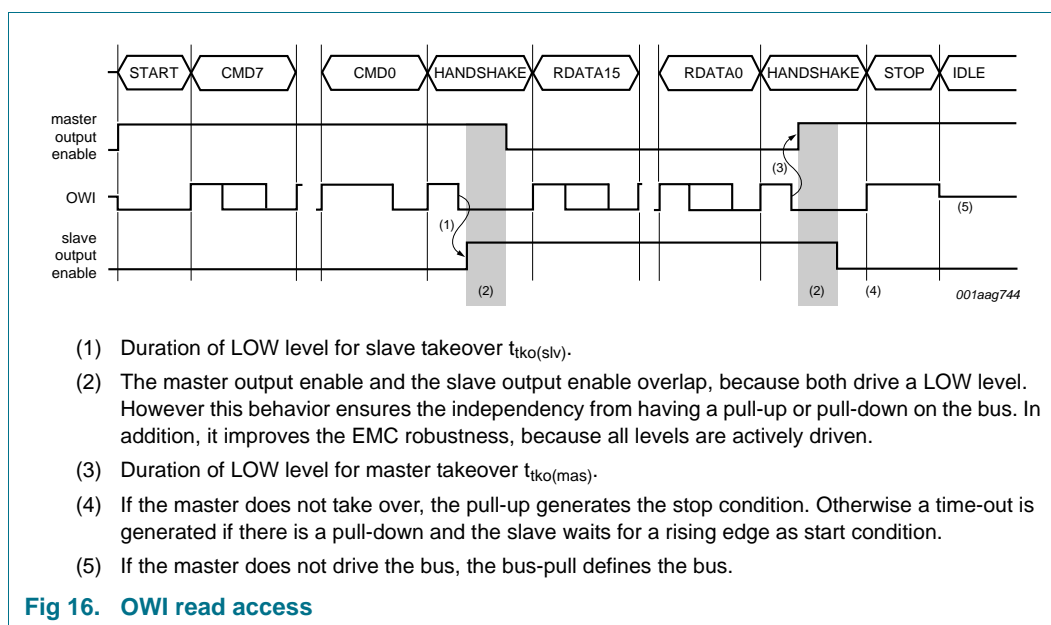 START CMD7 CMD0 HANDSHAKE RDATA15 RDATA0 HANDSHAKE STOP IDLE
master
output
enable
(3)
OWI
(1)
(5)
slave
output
enable
(2) (2) (4)
001aag744
(1) Duration of LOW level for slave takeover ttko(slv).
(2) The master output enable and the slave output enable overlap, because both drive a LOW level.
However this behavior ensures the independency from having a pull-up or pull-down on the bus. In
addition, it improves the EMC robustness, because all levels are actively driven.
(3) Duration of LOW level for master takeover ttko(mas).
(4) If the master does not take over, the pull-up generates the stop condition. Otherwise a time-out is
generated if there is a pull-down and the slave waits for a rising edge as start condition.
(5) If the master does not drive the bus, the bus-pull defines the bus.
Fig 16. OWI read access